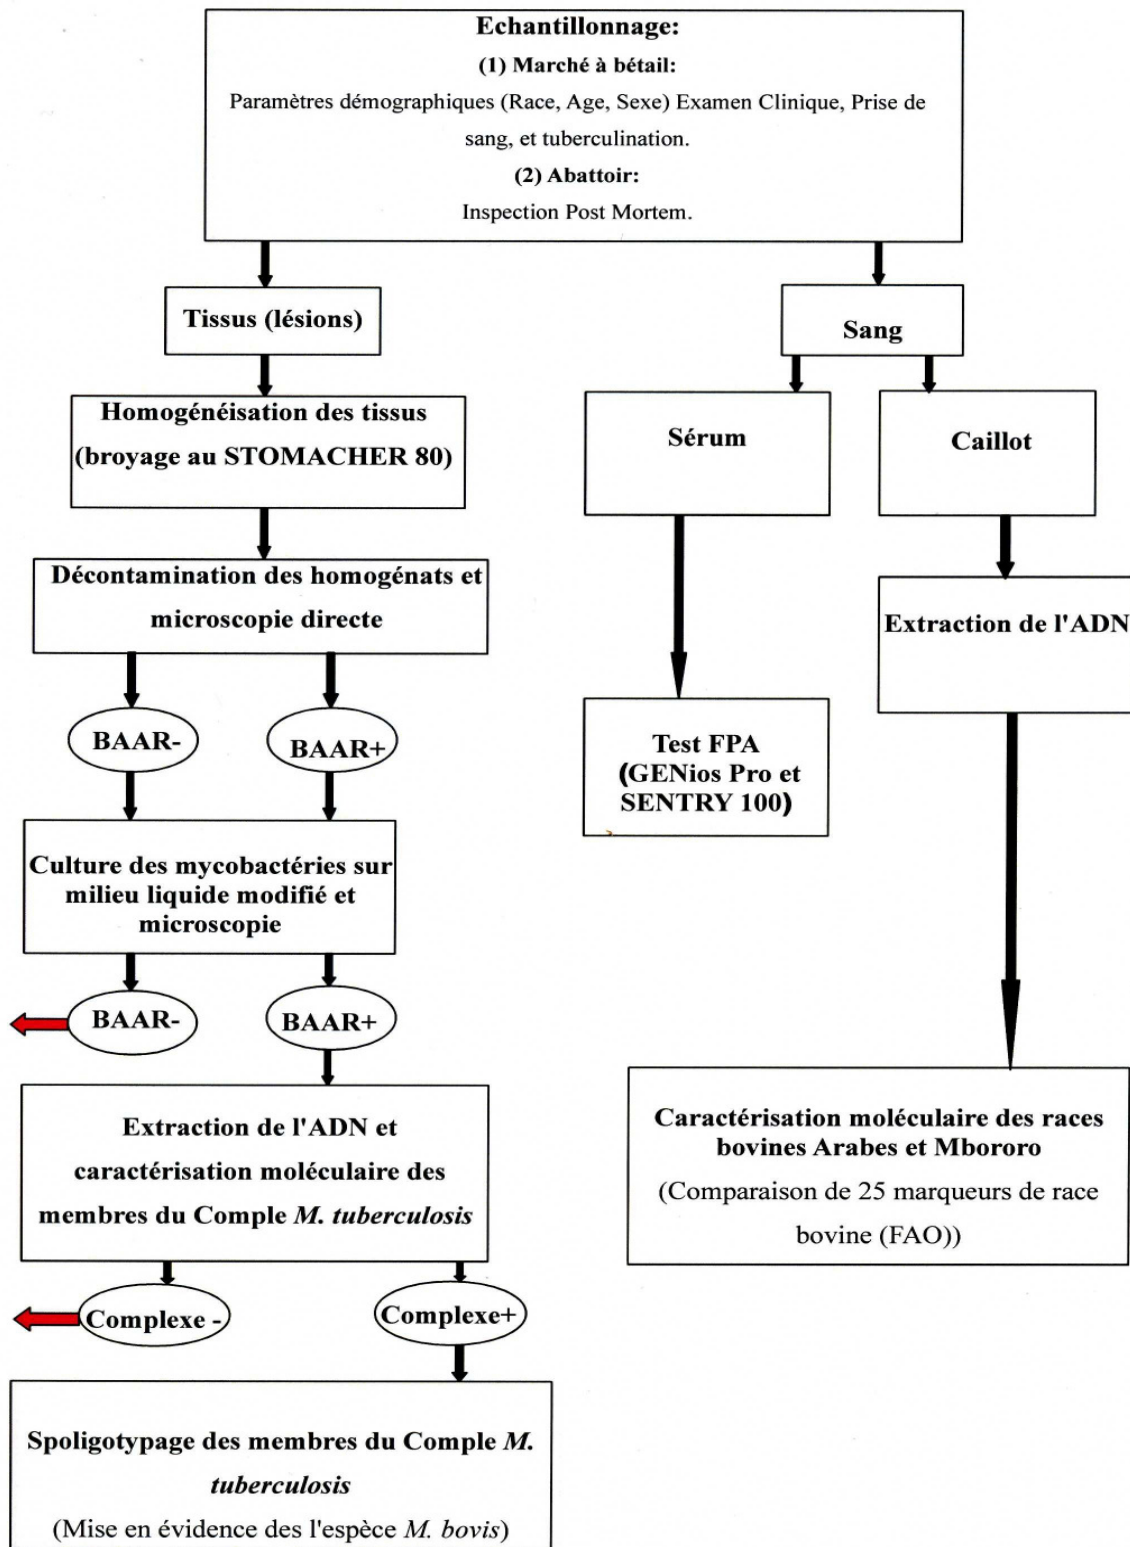 Echantillonnage:
(1) Marché à bétail:
Paramètres démographiques (Race, Age, Sexe) Examen Clinique, Prise de
sang, et tuberculination.
(2) Abattoir:
Inspection Post Mortem.
Tissus (lésions)
Sang
Homogénéisation des tissus
(broyage au STOMACHER 80)
Sérum
Caillot
Décontamination des homogénats et
microscopie directe
Extraction de l'ADN
BAAR-
BAAR+
Test FPA
(GENios Pro et
SENTRY 100)
Culture des mycobactéries sur
milieu liquide modifié et
microscopie
BAAR-
BAAR+
Extraction de l'ADN et
caractérisation moléculaire des
membres du Comple M. tuberculosis
Caractérisation moléculaire des races
bovines Arabes et Mbororo
(Comparaison de 25 marqueurs de race
bovine (FAO))
Complexe -
Complexe+
Spoligotypage des membres du Comple M.
tuberculosis
(Mise en évidence des l'espèce M. bovis)